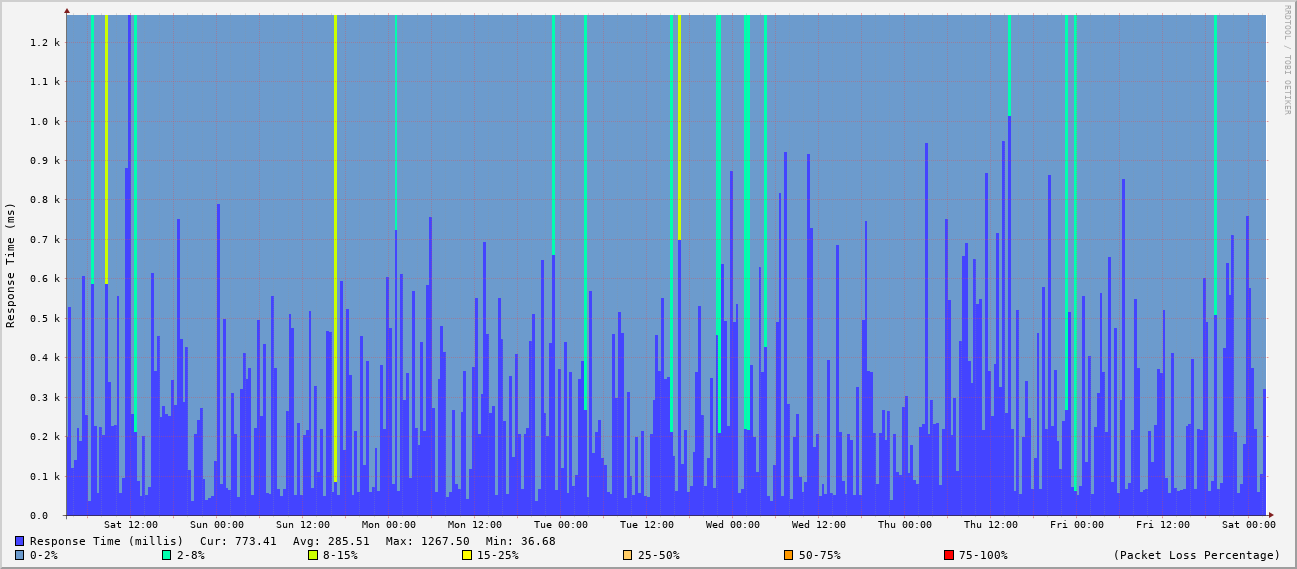 RRDTOOL / TOBI OETIKER
Response Time (ms)
1.2 k
1.1 k
1.0 k
0.9 k
0.8 k
0.7 k
0.6 k
0.5 k
0.4 k
0.3 k
0.2 k
0.1 k
0.0
Sat 12:00 Sun 00:00 Sun 12:00 Mon 00:00 Mon 12:00 Tue 00:00 Tue 12:00 Wed 00:00 Wed 12:00 Thu 00:00 Thu 12:00 Fri 00:00 Fri 12:00 Sat 00:00
Response Time (millis) Cur: 773.41 Avg: 285.51 Max: 1267.50 Min: 36.68
0-2% 2-8% 8-15% 15-25% 25-50% 50-75% 75-100% (Packet Loss Percentage)